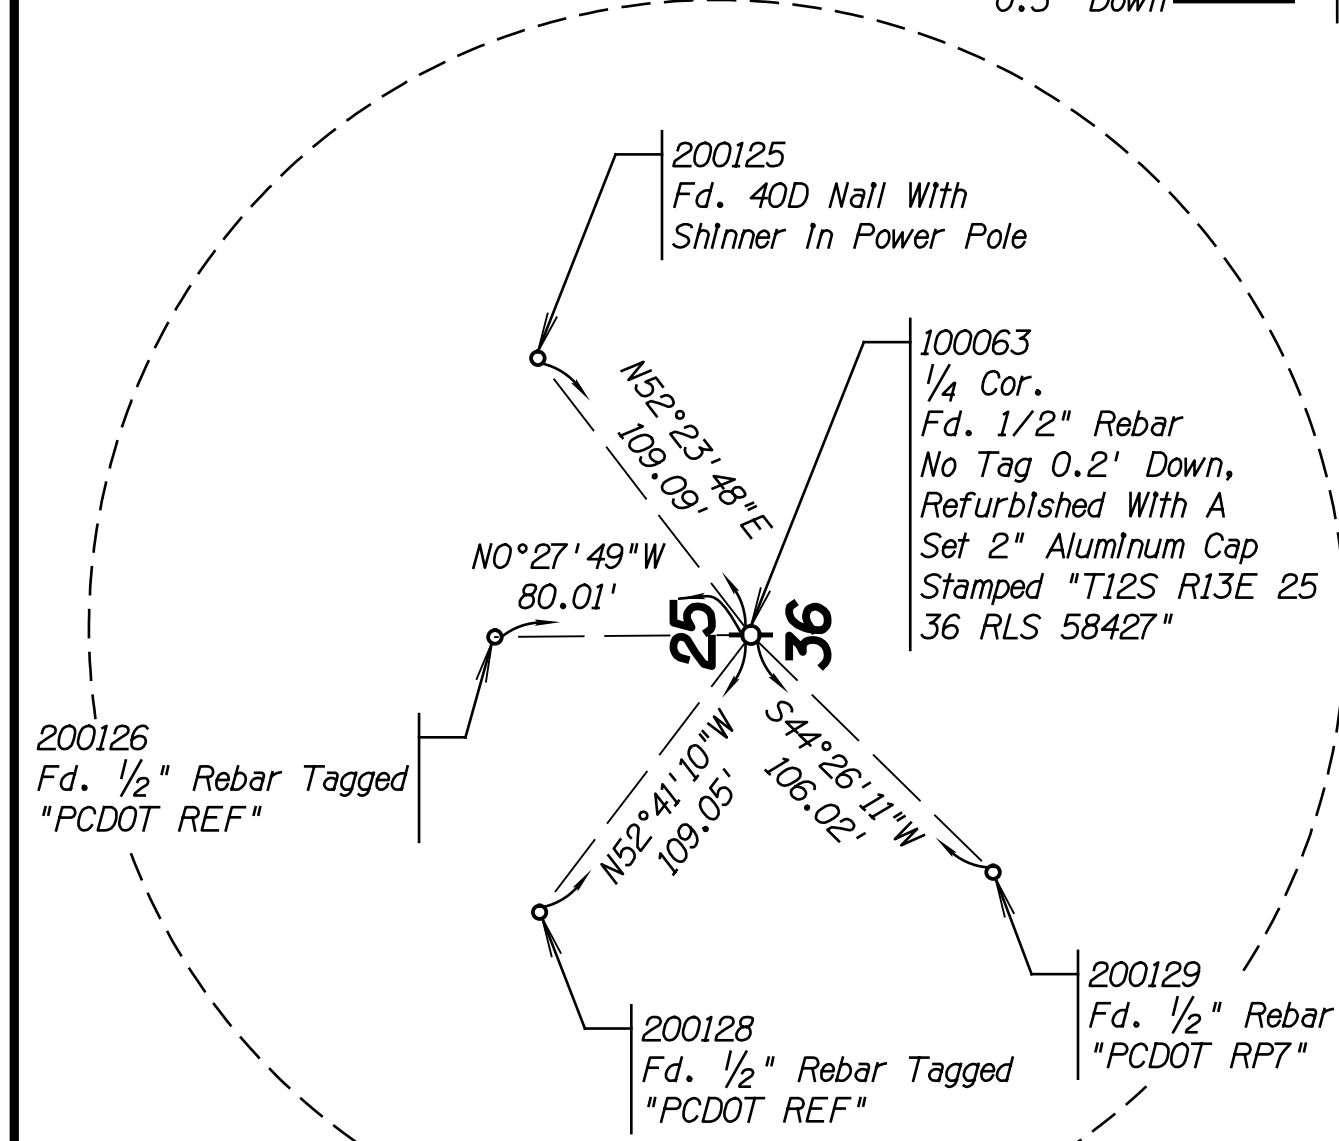 0.5' Down
200125
Fd. 40D Nail With
Shinner in Power Pole
100063
1/4 Cor.
Fd. 1/2" Rebar
No Tag 0.2' Down,
Refurbished With A
Set 2" Aluminum Cap
Stamped "T12S R13E 25
36 RLS 58427"
N52°23'48"E
109.09'
N0°27'49"W
80.01'
25
36
200126
Fd. 1/2" Rebar Tagged
"PCDOT REF"
N52°41'10"W
109.05'
S44°26'11"W
106.02'
200129
Fd. 1/2" Rebar
"PCDOT RP7"
200128
Fd. 1/2" Rebar Tagged
"PCDOT REF"